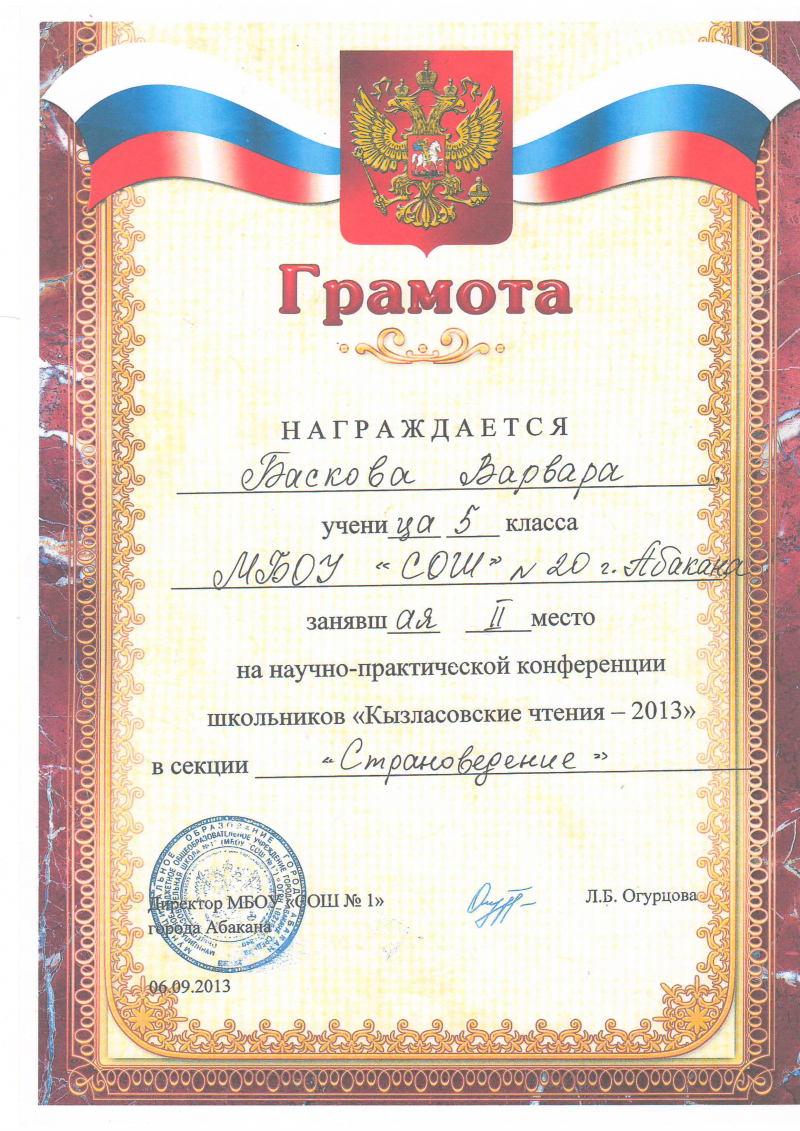 Грамота
НАГРАЖДАЕТСЯ
Баскова Варвара,
ученица 5 класса
МБОУ "СОШ" № 20 г. Абакана
занявшая II место
на научно-практической конференции
школьников «Кызласовские чтения – 2013»
в секции "Страноведение"
Директор МБОУ «СОШ № 1» Л.Б. Огурцова
города Абакана
06.09.2013